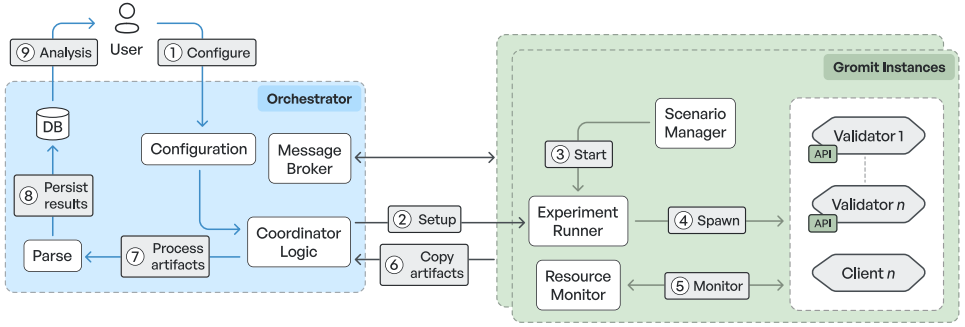 User
⑨ Analysis
① Configure
Orchestrator
Gromit Instances
DB
Configuration
Message
Broker
Scenario
Manager
③ Start
Validator 1
API
⑧ Persist
results
② Setup
Experiment
Runner
④ Spawn
Validator n
API
Parse
⑦ Process
artifacts
Coordinator
Logic
⑥ Copy
artifacts
Resource
Monitor
⑤ Monitor
Client n